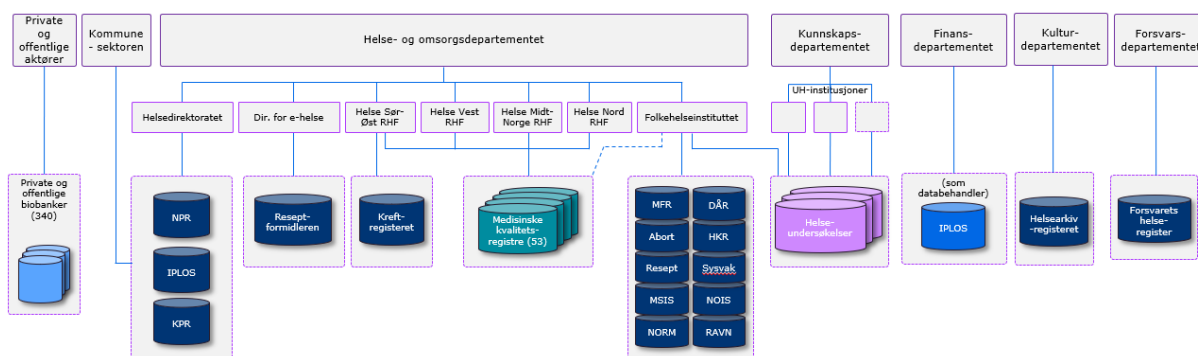 Private
og
offentlige
aktører
Kommune
- sektoren
Helse- og omsorgsdepartementet
Kunnskaps-
departementet
Finans-
departementet
Kultur-
departementet
Forsvars-
departementet
UH-institusjoner
Helsedirektoratet
Dir. for e-helse
Helse Sør-
Øst RHF
Helse Vest
RHF
Helse Midt-
Norge RHF
Helse Nord
RHF
Folkehelseinstituttet
Private og
offentlige
biobanker
(340)
NPR
IPLOS
KPR
Resept-
formidleren
Kreft-
registeret
Medisinske
kvalitets-
registre (53)
MFR
DÅR
Abort
HKR
Resept
Sysvak
MSIS
NOIS
NORM
RAVN
Helse-
undersøkelser
(som
databehandler)
IPLOS
Helsearkiv
-registeret
Forsvarets
helse-
register